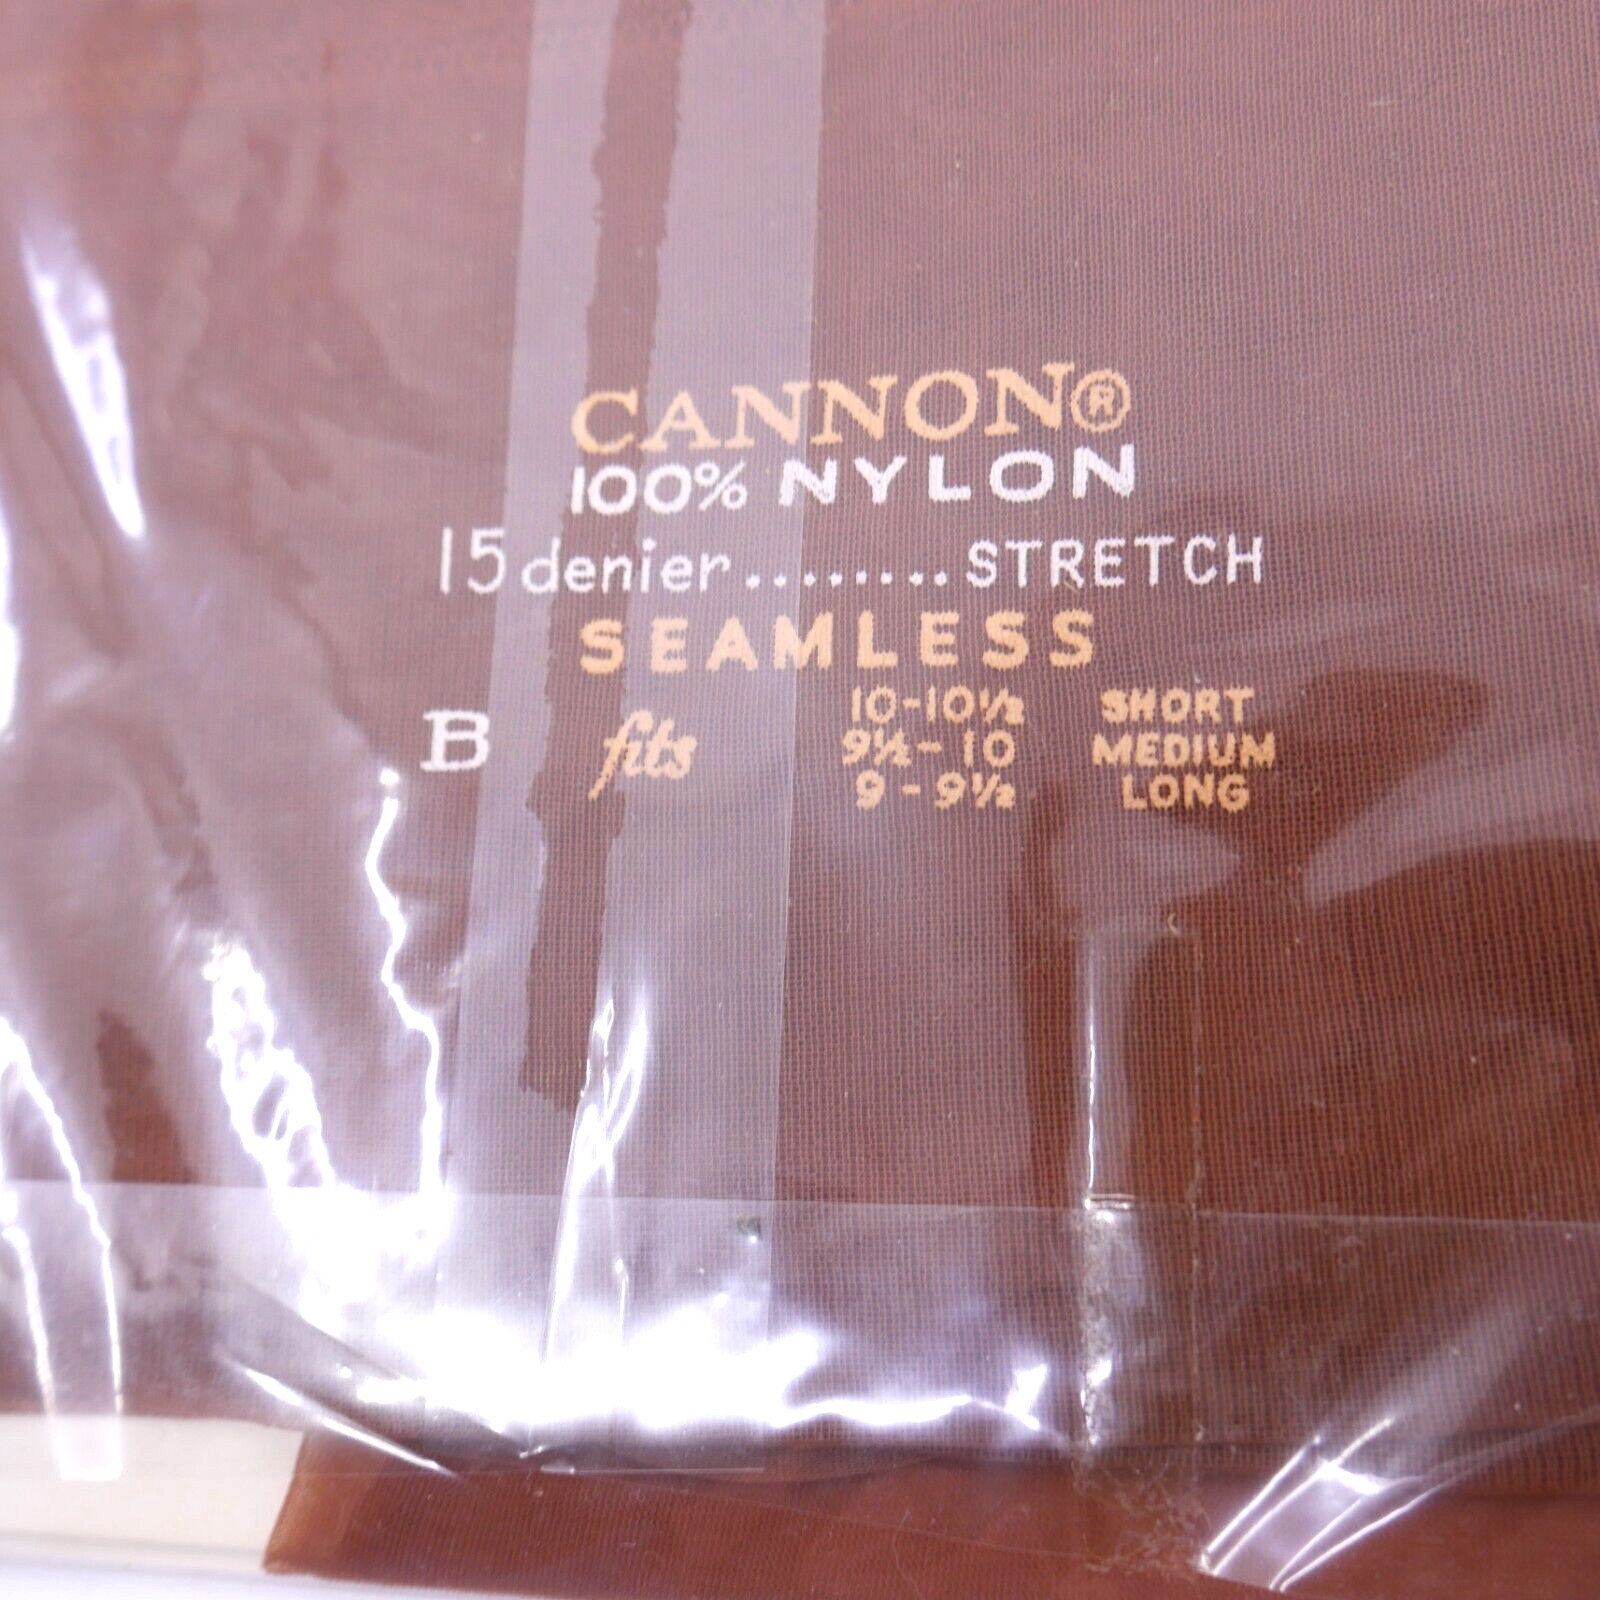 CANNON®
100% NYLON
15 denier........STRETCH
SEAMLESS
B fits 10-10½ SHORT
9½-10 MEDIUM
9-9½ LONG